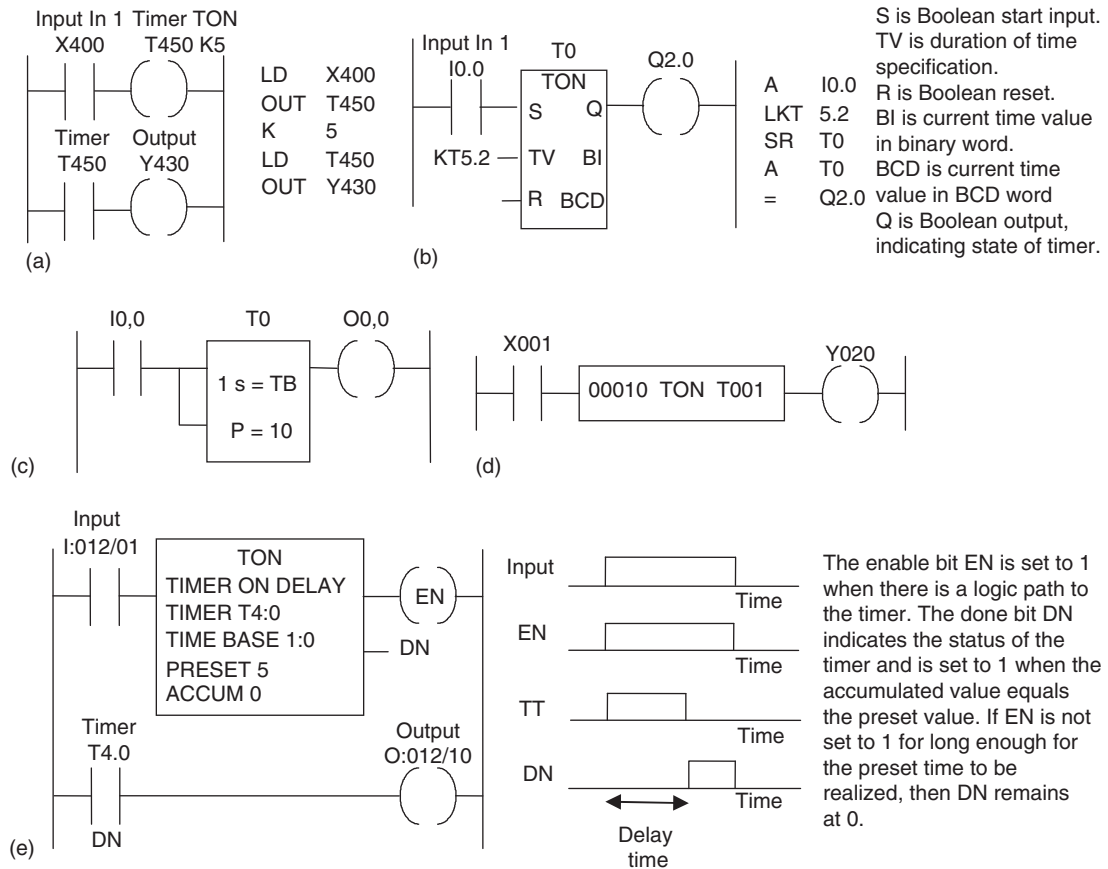 Input In 1 Timer TON
X400 T450 K5
Timer Output
T450 Y430
LD X400
OUT T450
K 5
LD T450
OUT Y430
(a)
Input In 1
I0.0
T0
TON
S Q
KT5.2 TV BI
R BCD
Q2.0
A I0.0
LKT 5.2
SR T0
A T0
= Q2.0
(b)
S is Boolean start input.
TV is duration of time
specification.
R is Boolean reset.
BI is current time value
in binary word.
BCD is current time
value in BCD word
Q is Boolean output,
indicating state of timer.
I0,0 T0 O0,0
1 s = TB
P = 10
(c)
X001 Y020
00010 TON T001
(d)
Input
I:012/01
TON
TIMER ON DELAY
TIMER T4:0
TIME BASE 1:0
PRESET 5
ACCUM 0
EN
DN
Timer
T4.0
DN
Output
O:012/10
(e)
Input
Time
EN
Time
TT
Time
DN
Time
Delay
time
The enable bit EN is set to 1
when there is a logic path to
the timer. The done bit DN
indicates the status of the
timer and is set to 1 when the
accumulated value equals
the preset value. If EN is not
set to 1 for long enough for
the preset time to be
realized, then DN remains
at 0.